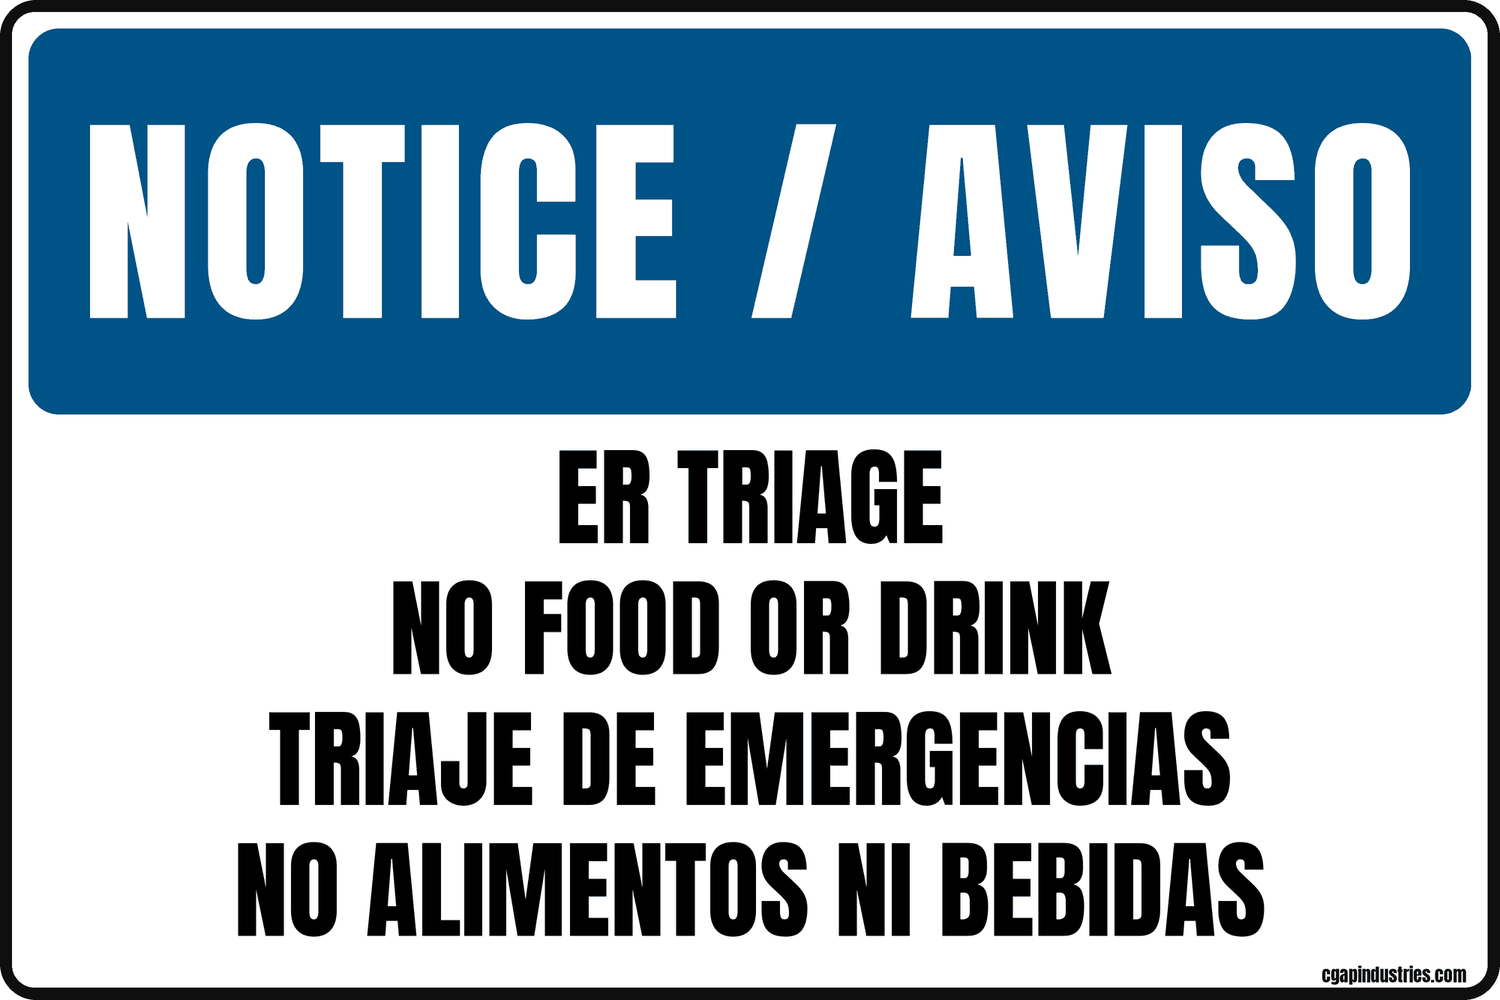 NOTICE / AVISO
ER TRIAGE
NO FOOD OR DRINK
TRIAJE DE EMERGENCIAS
NO ALIMENTOS NI BEBIDAS
cgapindustries.com